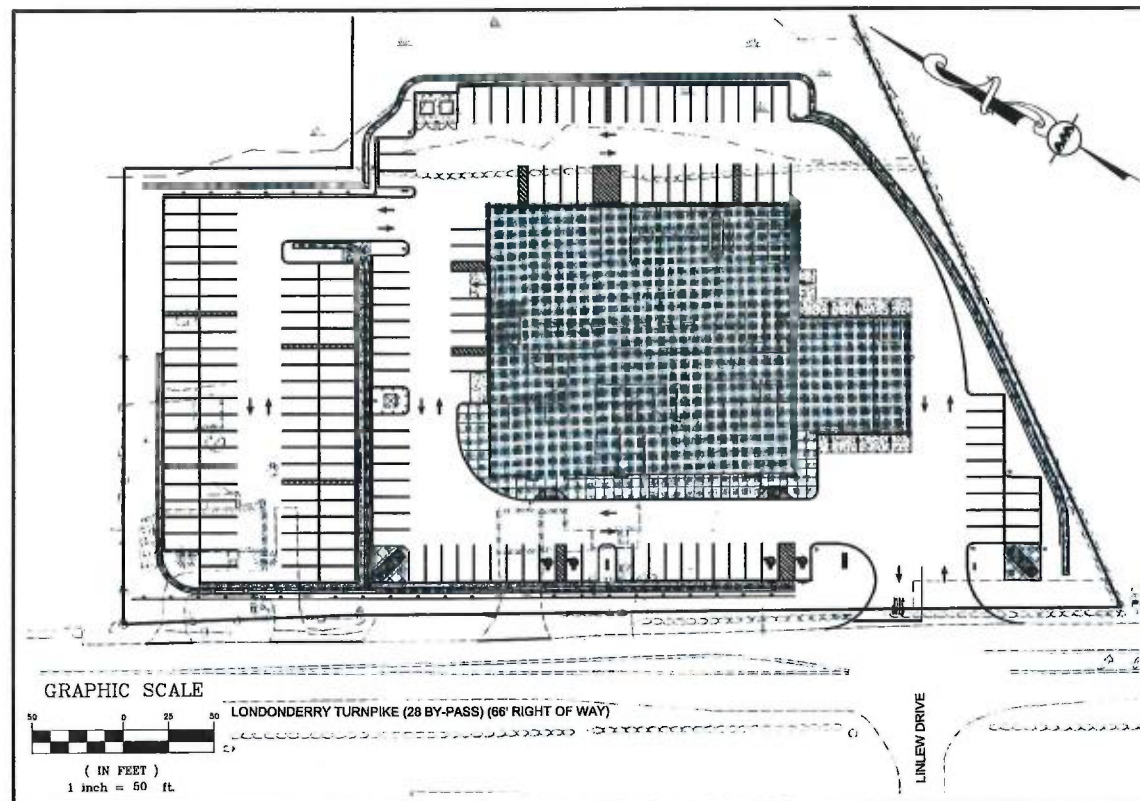 GRAPHIC SCALE
50 0 25 50
( IN FEET )
1 inch = 50 ft.
LONDONDERRY TURNPIKE (28 BY-PASS) (66' RIGHT OF WAY)
LINLEW DRIVE